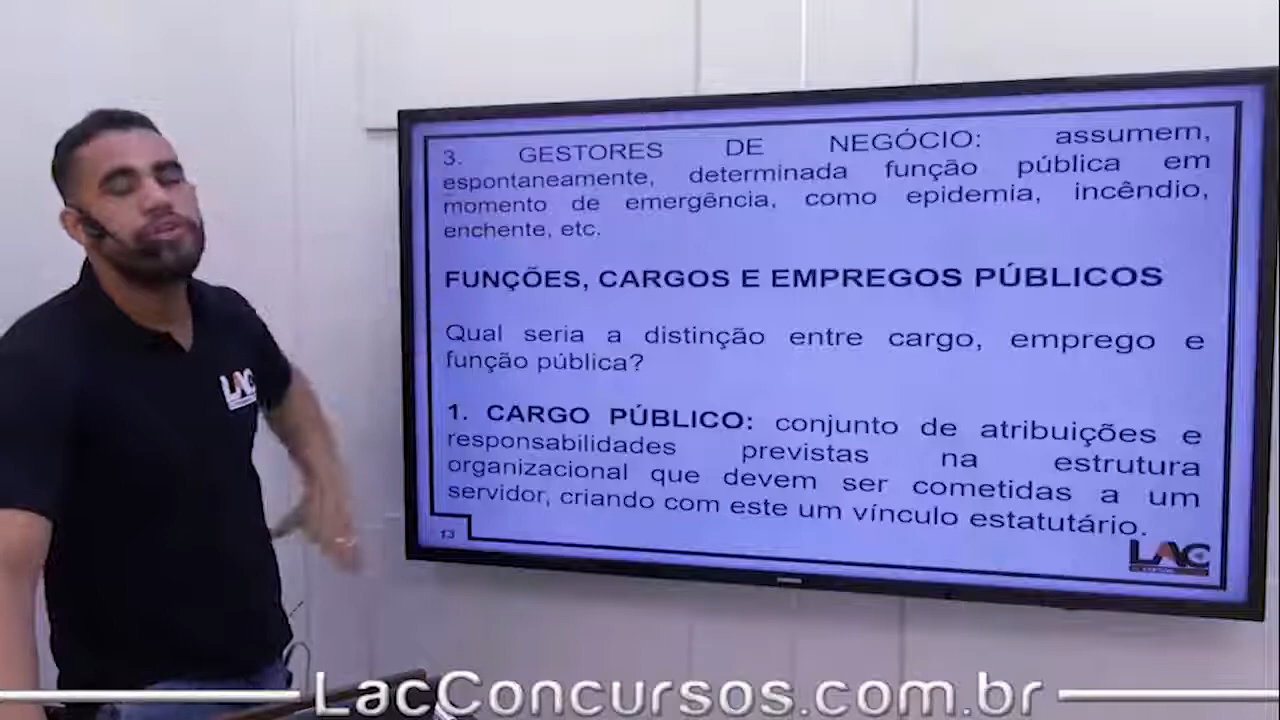 3. GESTORES DE NEGÓCIO: assumem,
espontaneamente, determinada função pública em
momento de emergência, como epidemia, incêndio,
enchente, etc.
FUNÇÕES, CARGOS E EMPREGOS PÚBLICOS
Qual seria a distinção entre cargo, emprego e
função pública?
1. CARGO PÚBLICO: conjunto de atribuições e
responsabilidades previstas na estrutura
organizacional que devem ser cometidas a um
servidor, criando com este um vínculo estatutário.
13
LAC
LAC
LacConcursos.com.br